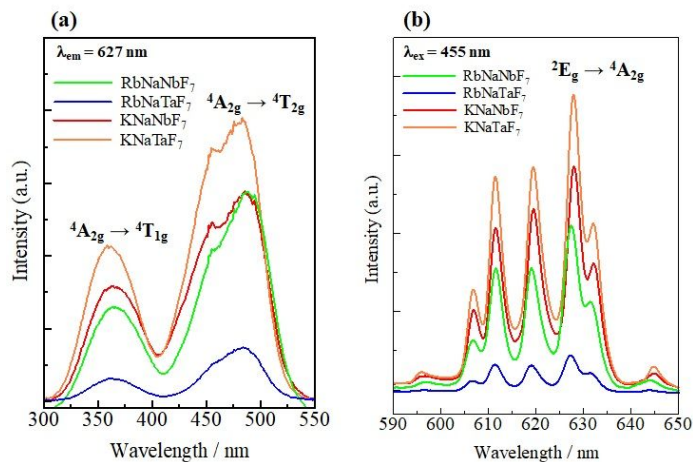 (a)
λem = 627 nm
RbNaNbF7
RbNaTaF7
KNaNbF7
KNaTaF7
⁴A2g → ⁴T2g
⁴A2g → ⁴T1g
Intensity (a.u.)
300 350 400 450 500 550
Wavelength / nm
(b)
λex = 455 nm
RbNaNbF7
RbNaTaF7
KNaNbF7
KNaTaF7
²Eg → ⁴A2g
Intensity (a.u.)
590 600 610 620 630 640 650
Wavelength / nm